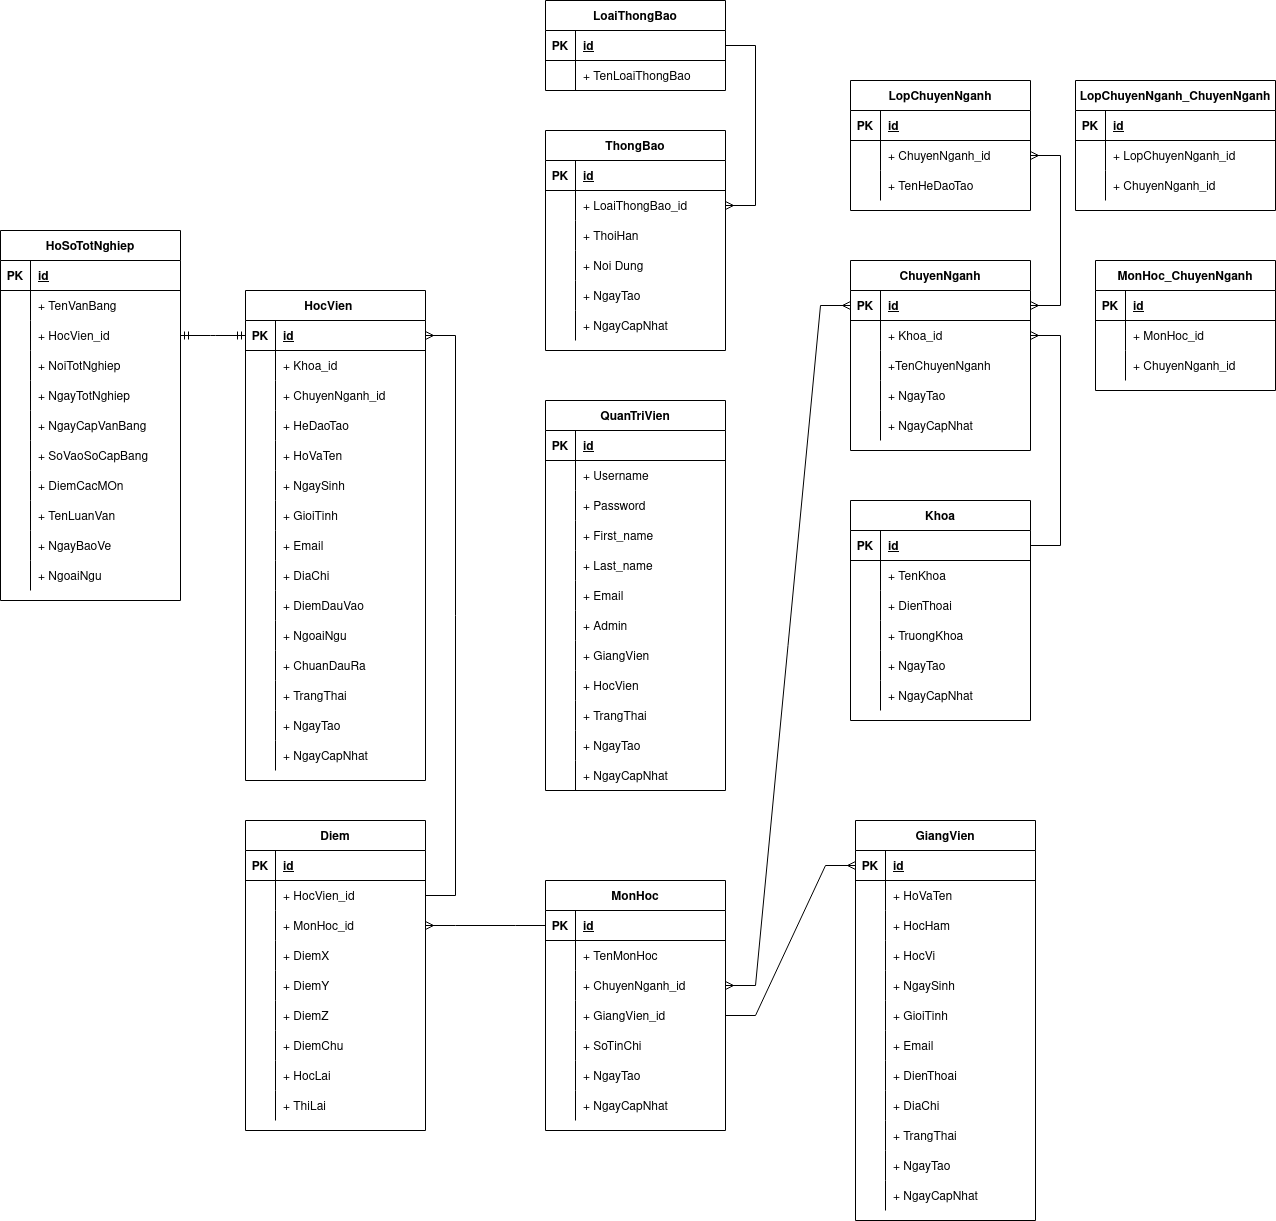 LoaiThongBao
PK id
+ TenLoaiThongBao
ThongBao
PK id
+ LoaiThongBao_id
+ ThoiHan
+ Noi Dung
+ NgayTao
+ NgayCapNhat
LopChuyenNganh
PK id
+ ChuyenNganh_id
+ TenHeDaoTao
LopChuyenNganh_ChuyenNganh
PK id
+ LopChuyenNganh_id
+ ChuyenNganh_id
HoSoTotNghiep
PK id
+ TenVanBang
+ HocVien_id
+ NoiTotNghiep
+ NgayTotNghiep
+ NgayCapVanBang
+ SoVaoSoCapBang
+ DiemCacMOn
+ TenLuanVan
+ NgayBaoVe
+ NgoaiNgu
HocVien
PK id
+ Khoa_id
+ ChuyenNganh_id
+ HeDaoTao
+ HoVaTen
+ NgaySinh
+ GioiTinh
+ Email
+ DiaChi
+ DiemDauVao
+ NgoaiNgu
+ ChuanDauRa
+ TrangThai
+ NgayTao
+ NgayCapNhat
QuanTriVien
PK id
+ Username
+ Password
+ First_name
+ Last_name
+ Email
+ Admin
+ GiangVien
+ HocVien
+ TrangThai
+ NgayTao
+ NgayCapNhat
ChuyenNganh
PK id
+ Khoa_id
+TenChuyenNganh
+ NgayTao
+ NgayCapNhat
MonHoc_ChuyenNganh
PK id
+ MonHoc_id
+ ChuyenNganh_id
Khoa
PK id
+ TenKhoa
+ DienThoai
+ TruongKhoa
+ NgayTao
+ NgayCapNhat
Diem
PK id
+ HocVien_id
+ MonHoc_id
+ DiemX
+ DiemY
+ DiemZ
+ DiemChu
+ HocLai
+ ThiLai
MonHoc
PK id
+ TenMonHoc
+ ChuyenNganh_id
+ GiangVien_id
+ SoTinChi
+ NgayTao
+ NgayCapNhat
GiangVien
PK id
+ HoVaTen
+ HocHam
+ HocVi
+ NgaySinh
+ GioiTinh
+ Email
+ DienThoai
+ DiaChi
+ TrangThai
+ NgayTao
+ NgayCapNhat